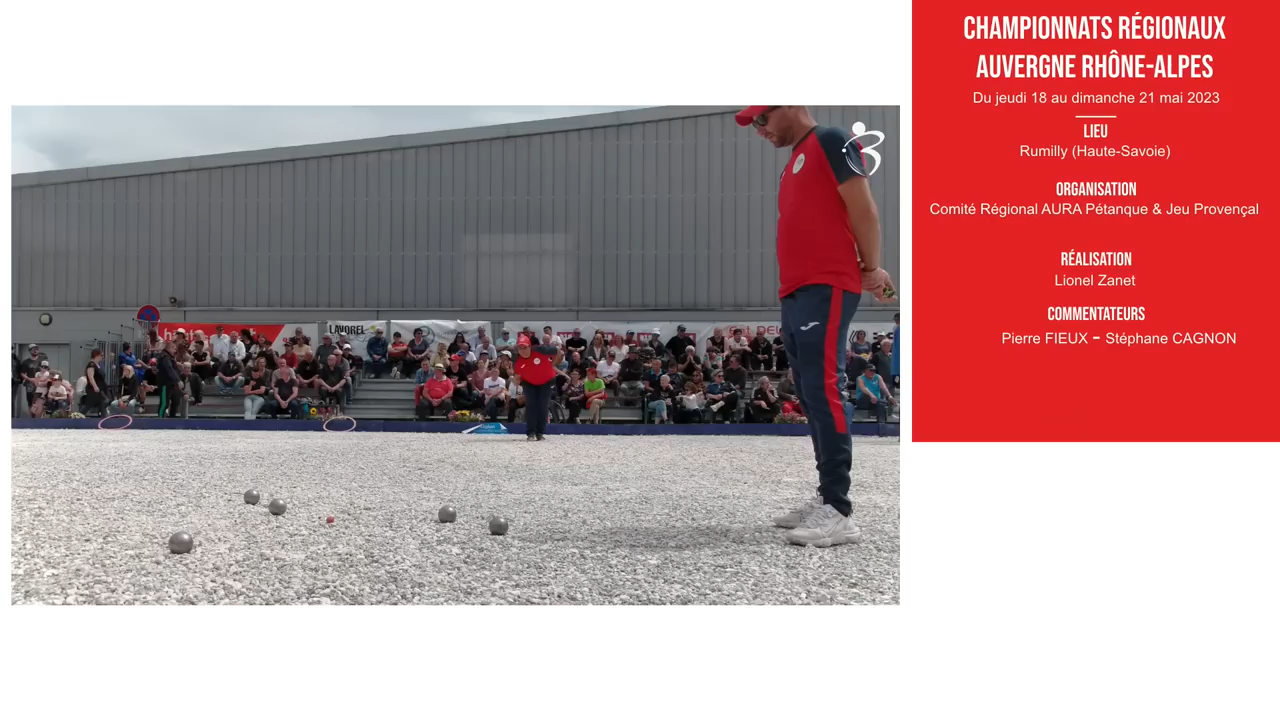 CHAMPIONNATS RÉGIONAUX
AUVERGNE RHÔNE-ALPES
Du jeudi 18 au dimanche 21 mai 2023
LIEU
Rumilly (Haute-Savoie)
ORGANISATION
Comité Régional AURA Pétanque & Jeu Provençal
RÉALISATION
Lionel Zanet
COMMENTATEURS
Pierre FIEUX - Stéphane CAGNON
LAVOREL